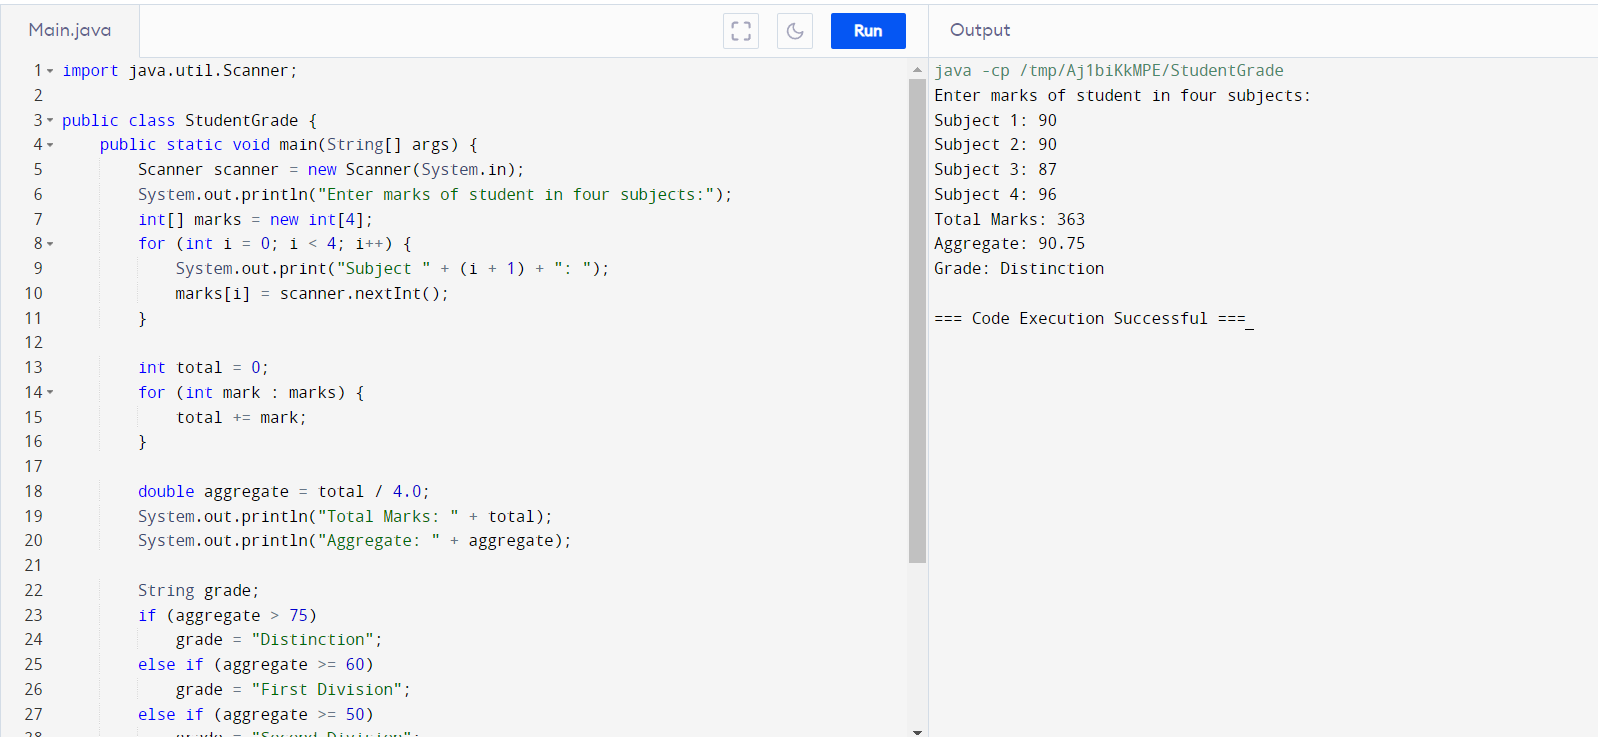 Main.java
Run
Output
1 import java.util.Scanner;
2
3 public class StudentGrade {
4     public static void main(String[] args) {
5         Scanner scanner = new Scanner(System.in);
6         System.out.println("Enter marks of student in four subjects:");
7         int[] marks = new int[4];
8         for (int i = 0; i < 4; i++) {
9             System.out.print("Subject " + (i + 1) + ": ");
10             marks[i] = scanner.nextInt();
11         }
12
13         int total = 0;
14         for (int mark : marks) {
15             total += mark;
16         }
17
18         double aggregate = total / 4.0;
19         System.out.println("Total Marks: " + total);
20         System.out.println("Aggregate: " + aggregate);
21
22         String grade;
23         if (aggregate > 75)
24             grade = "Distinction";
25         else if (aggregate >= 60)
26             grade = "First Division";
27         else if (aggregate >= 50)
28             grade = "Second Division";
java -cp /tmp/Aj1biKkMPE/StudentGrade
Enter marks of student in four subjects:
Subject 1: 90
Subject 2: 90
Subject 3: 87
Subject 4: 96
Total Marks: 363
Aggregate: 90.75
Grade: Distinction
=== Code Execution Successful ===_